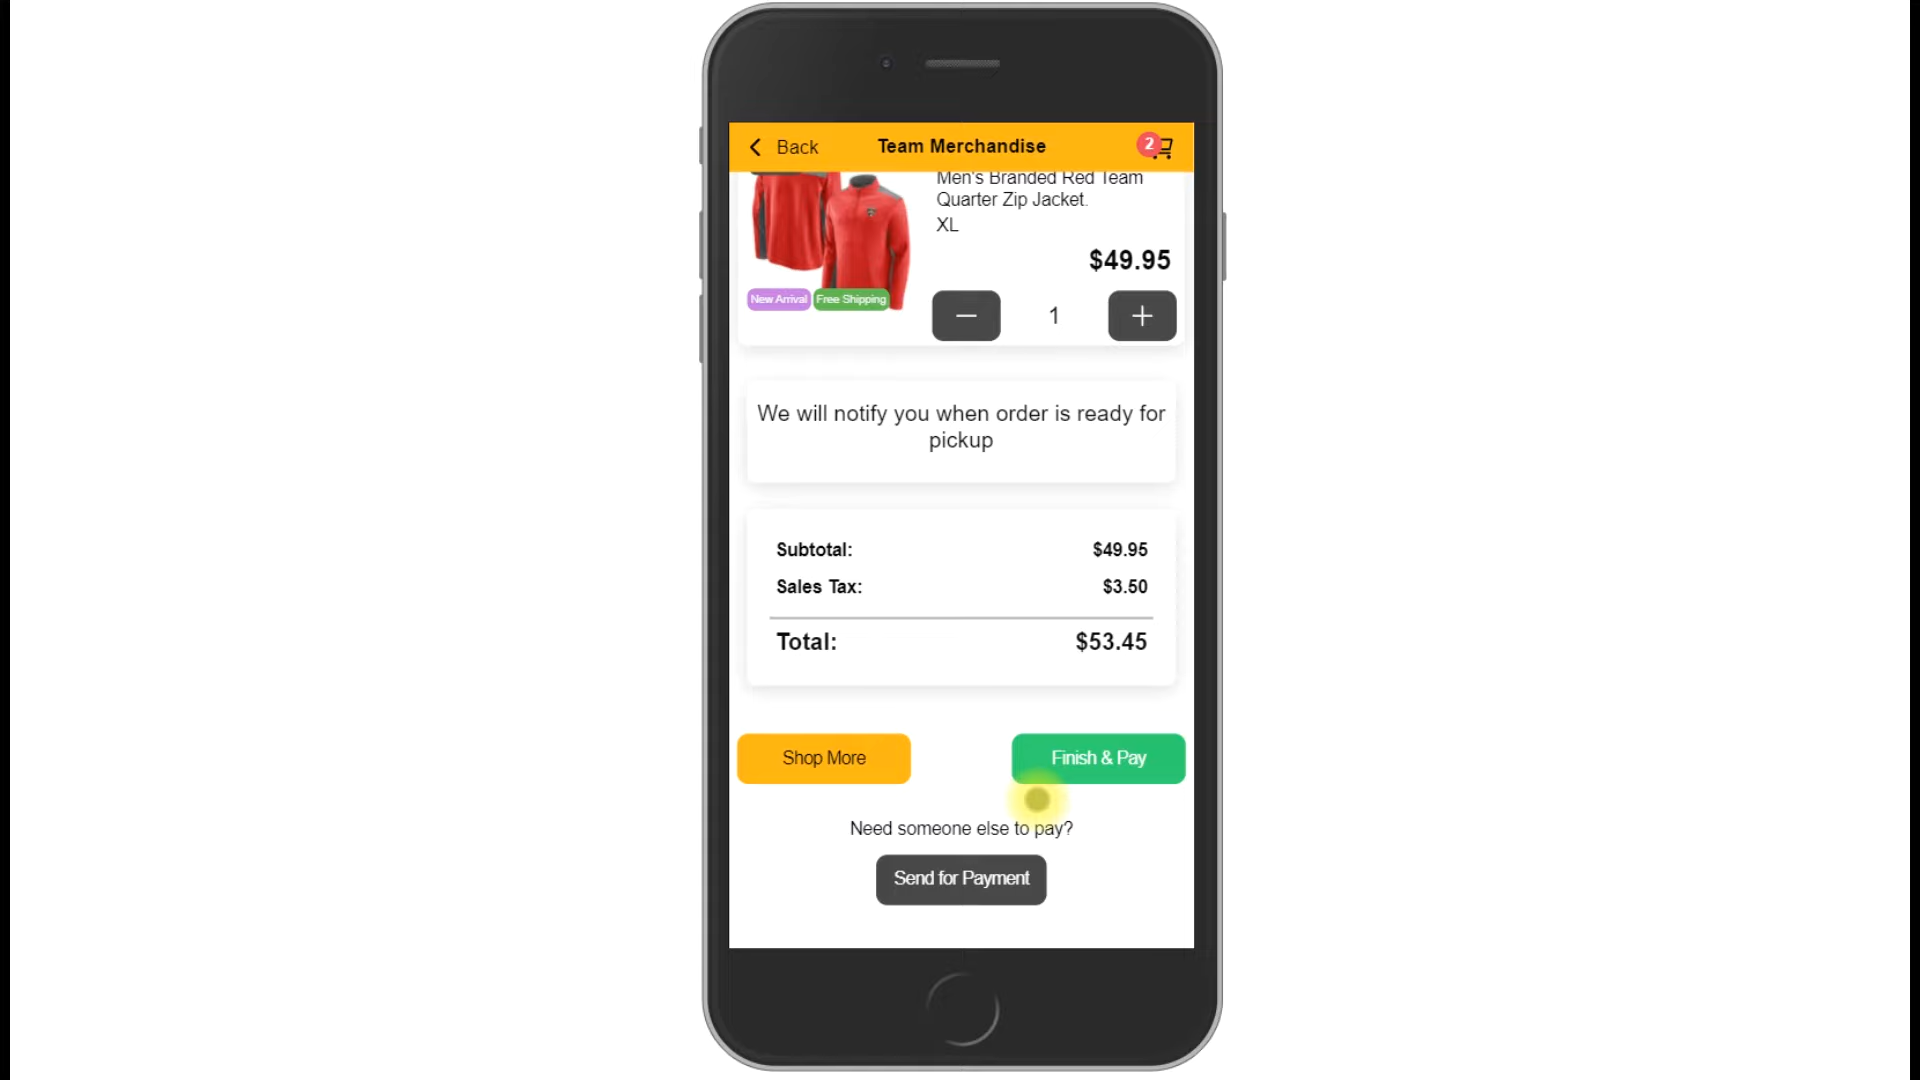 Back
Team Merchandise
2
Men's Branded Red Team
Quarter Zip Jacket.
XL
$49.95
New Arrival
Free Shipping
1
We will notify you when order is ready for
pickup
Subtotal: $49.95
Sales Tax: $3.50
Total: $53.45
Shop More
Finish & Pay
Need someone else to pay?
Send for Payment